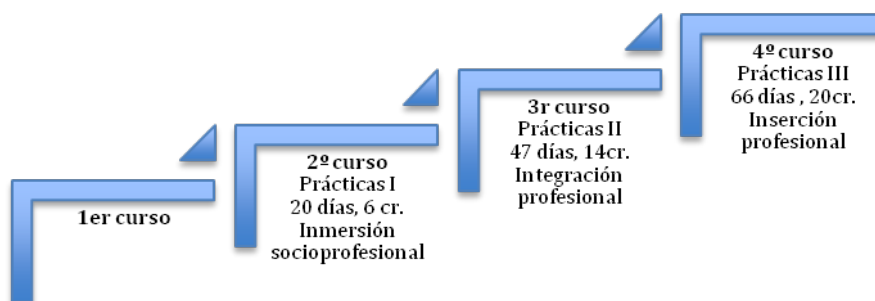 1er curso
2º curso
Prácticas I
20 días, 6 cr.
Inmersión
socioprofesional
3r curso
Prácticas II
47 días, 14cr.
Integración
profesional
4º curso
Prácticas III
66 días , 20cr.
Inserción
profesional